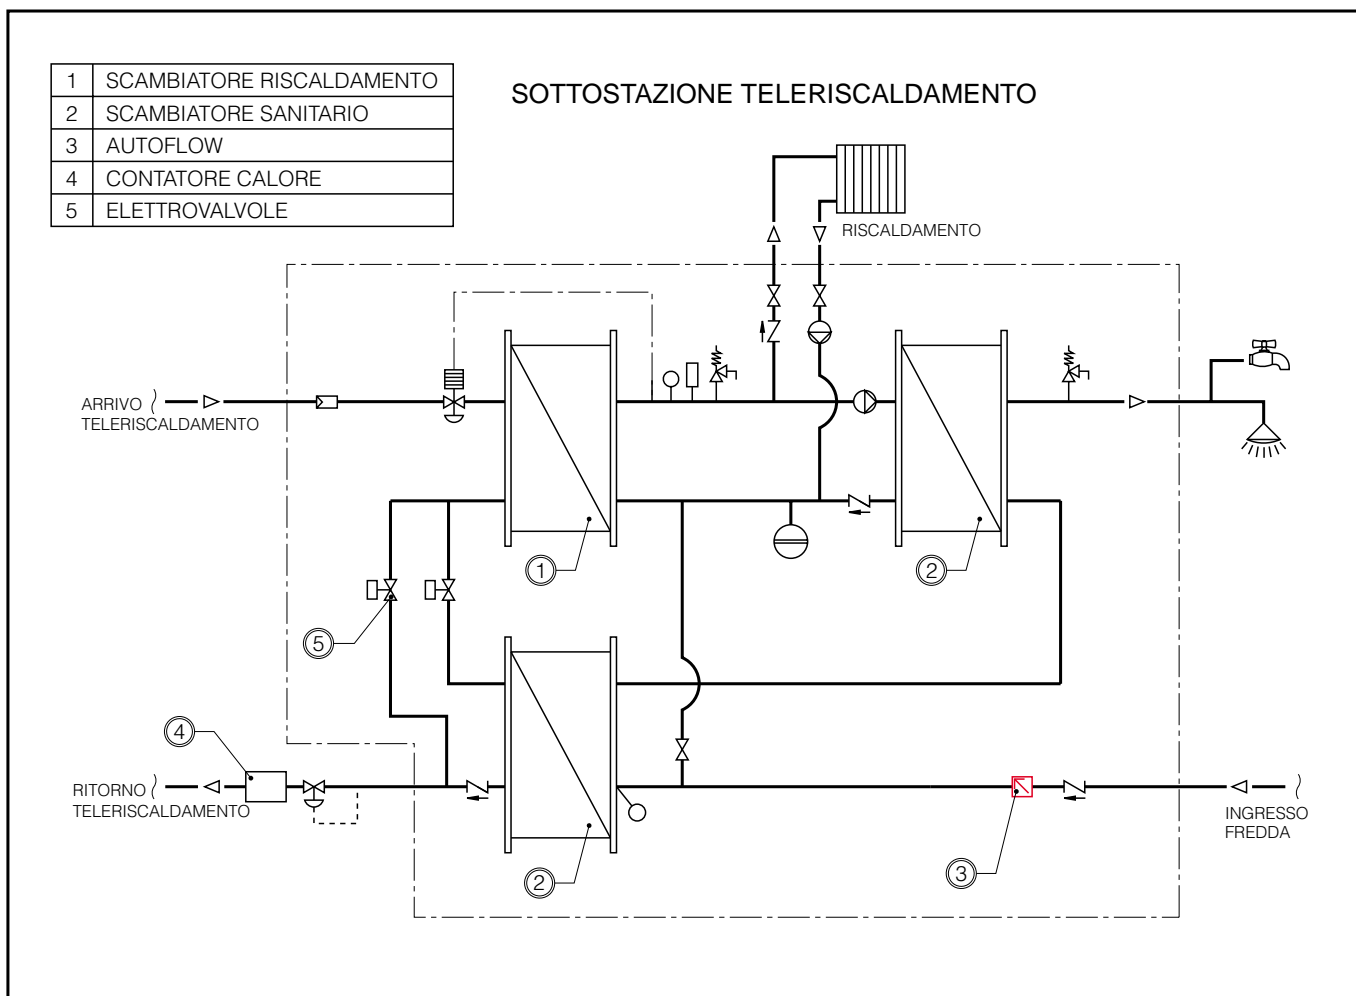 1 SCAMBIATORE RISCALDAMENTO
2 SCAMBIATORE SANITARIO
3 AUTOFLOW
4 CONTATORE CALORE
5 ELETTROVALVOLE
SOTTOSTAZIONE TELERISCALDAMENTO
RISCALDAMENTO
ARRIVO
TELERISCALDAMENTO
1
2
5
4
RITORNO
TELERISCALDAMENTO
2
3
INGRESSO
FREDDA